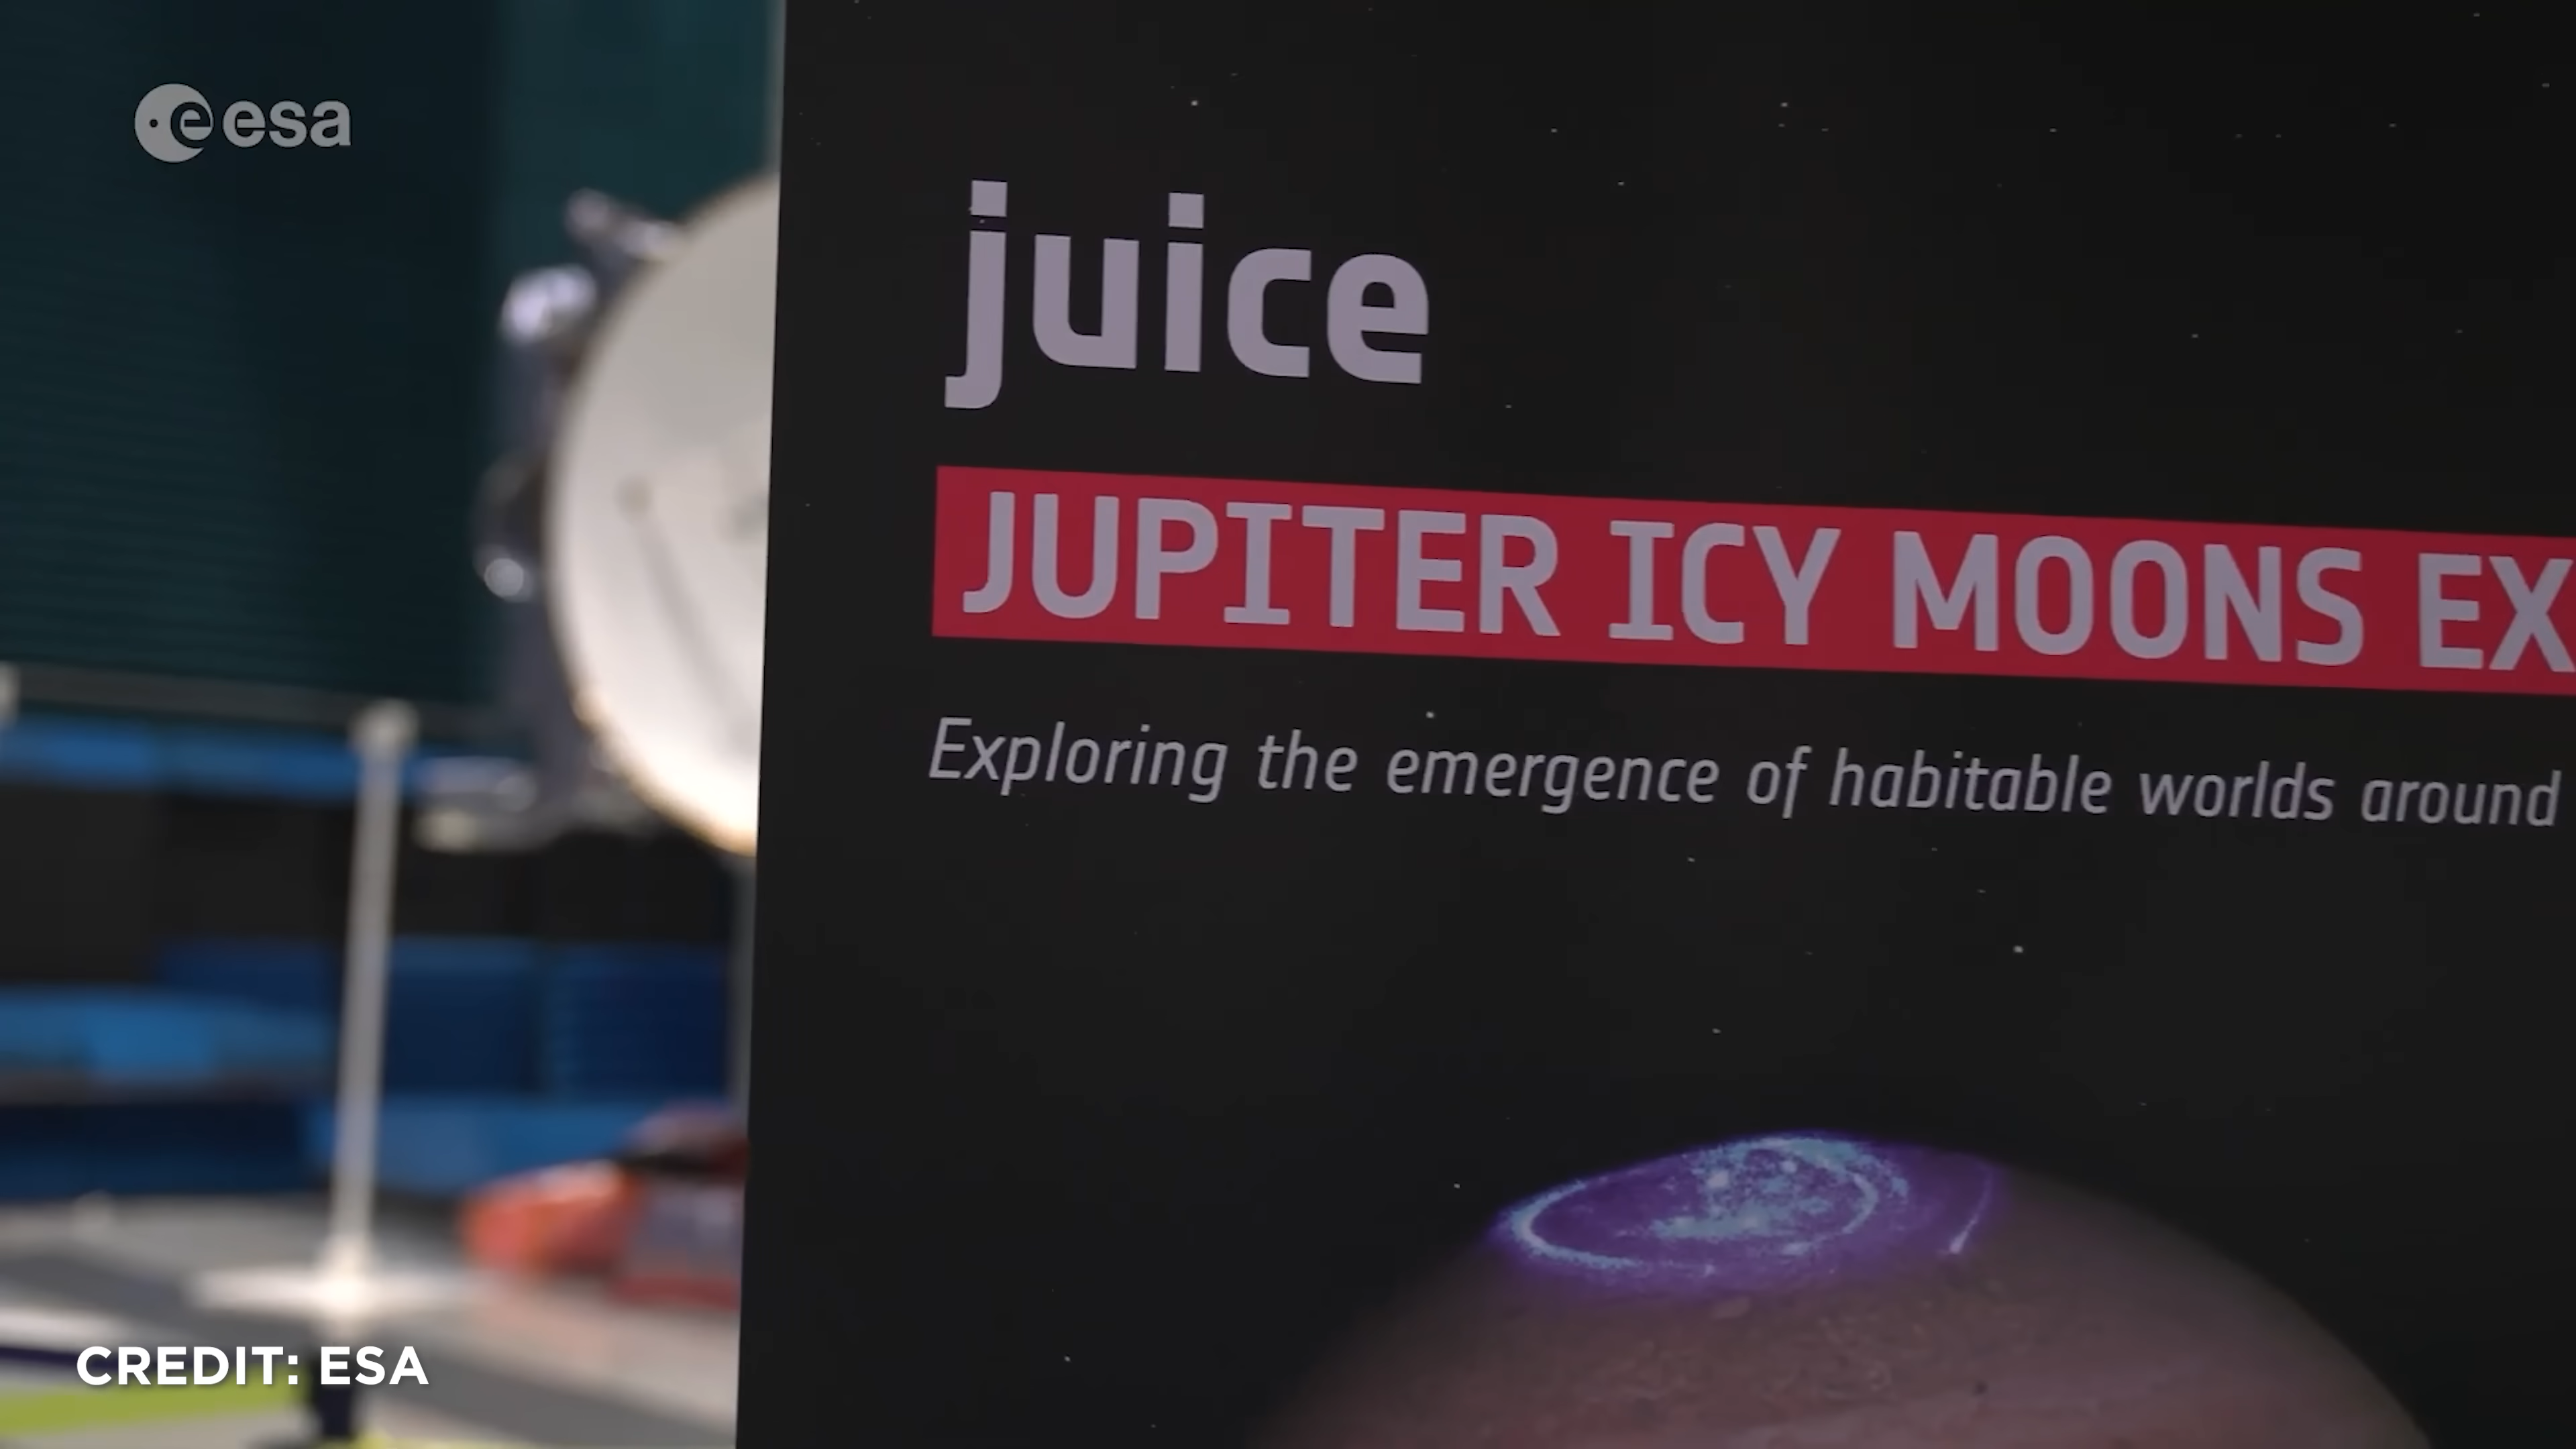 esa
juice
JUPITER ICY MOONS EX
Exploring the emergence of habitable worlds around
CREDIT: ESA